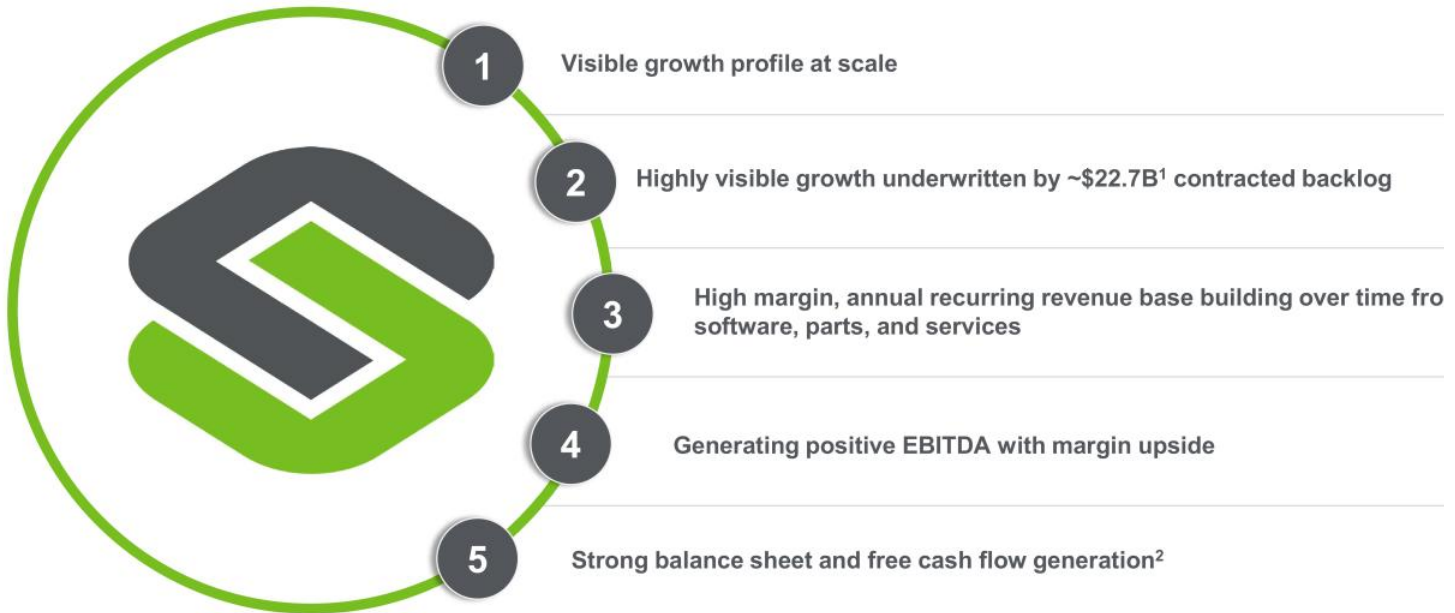 1
Visible growth profile at scale
2
Highly visible growth underwritten by ~$22.7B¹ contracted backlog
3
High margin, annual recurring revenue base building over time fro
software, parts, and services
4
Generating positive EBITDA with margin upside
5
Strong balance sheet and free cash flow generation²